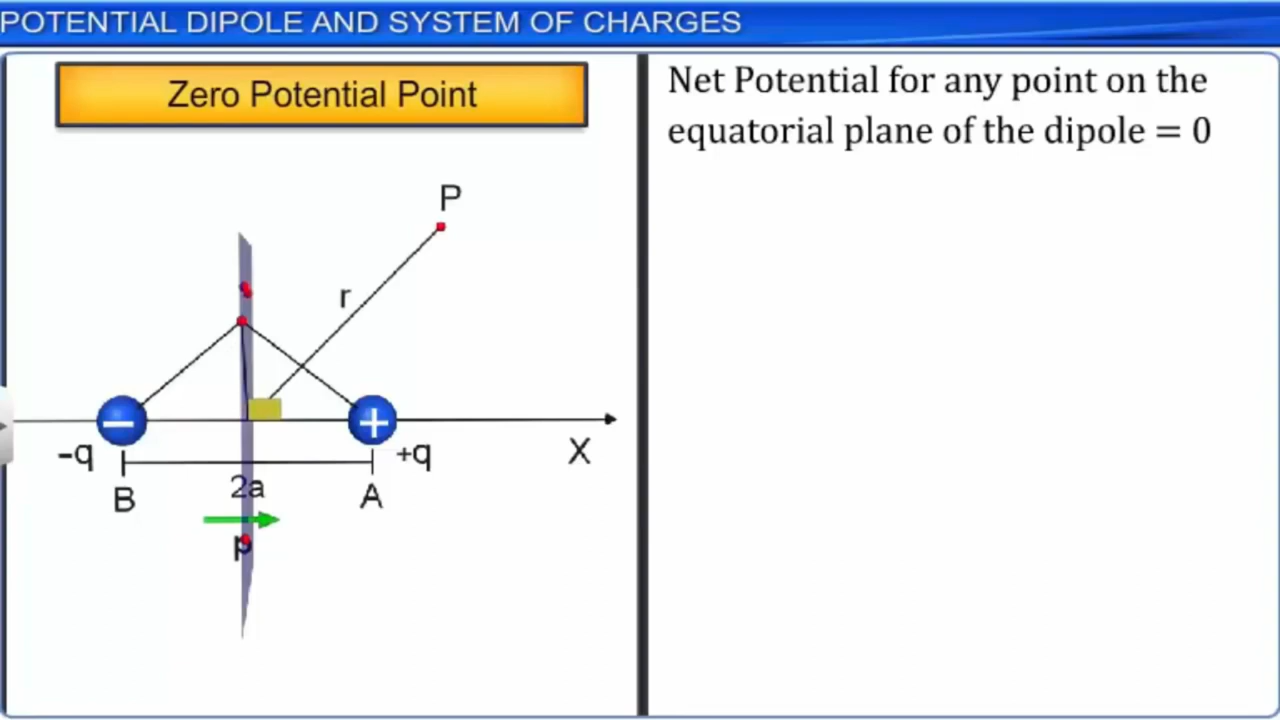 POTENTIAL DIPOLE AND SYSTEM OF CHARGES
Zero Potential Point
Net Potential for any point on the
equatorial plane of the dipole = 0
P
r
–q
+q
X
2a
B
A
p